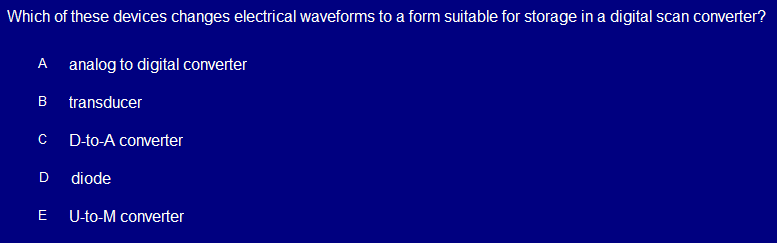 Which of these devices changes electrical waveforms to a form suitable for storage in a digital scan converter?
A analog to digital converter
B transducer
C D-to-A converter
D diode
E U-to-M converter